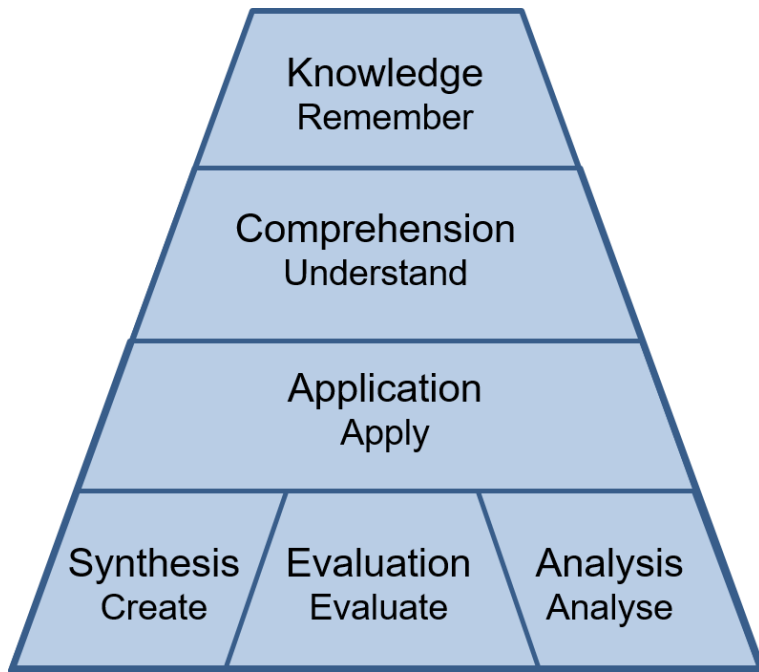 Knowledge
Remember
Comprehension
Understand
Application
Apply
Synthesis
Create
Evaluation
Evaluate
Analysis
Analyse